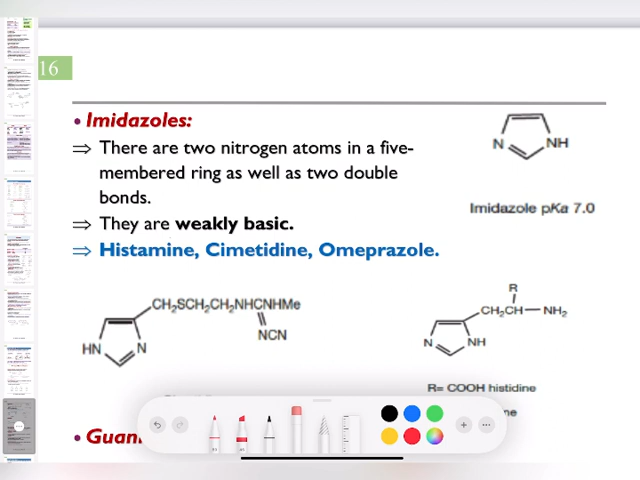 16
• Imidazoles:
⇒ There are two nitrogen atoms in a five-
membered ring as well as two double
bonds.
⇒ They are weakly basic.
⇒ Histamine, Cimetidine, Omeprazole.
N
NH
Imidazole pKa 7.0
CH₂SCH₂CH₂NHCNHMe
NCN
HN
N
R
CH₂CH—NH₂
N
NH
R= COOH histidine